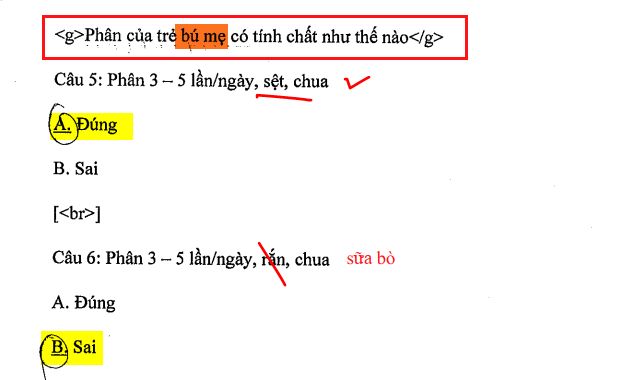 <g>Phân của trẻ bú mẹ có tính chất như thế nào</g>
Câu 5: Phân 3 – 5 lần/ngày, sệt, chua
A. Đúng
B. Sai
[<br>]
Câu 6: Phân 3 – 5 lần/ngày, rắn, chua sữa bò
A. Đúng
B. Sai